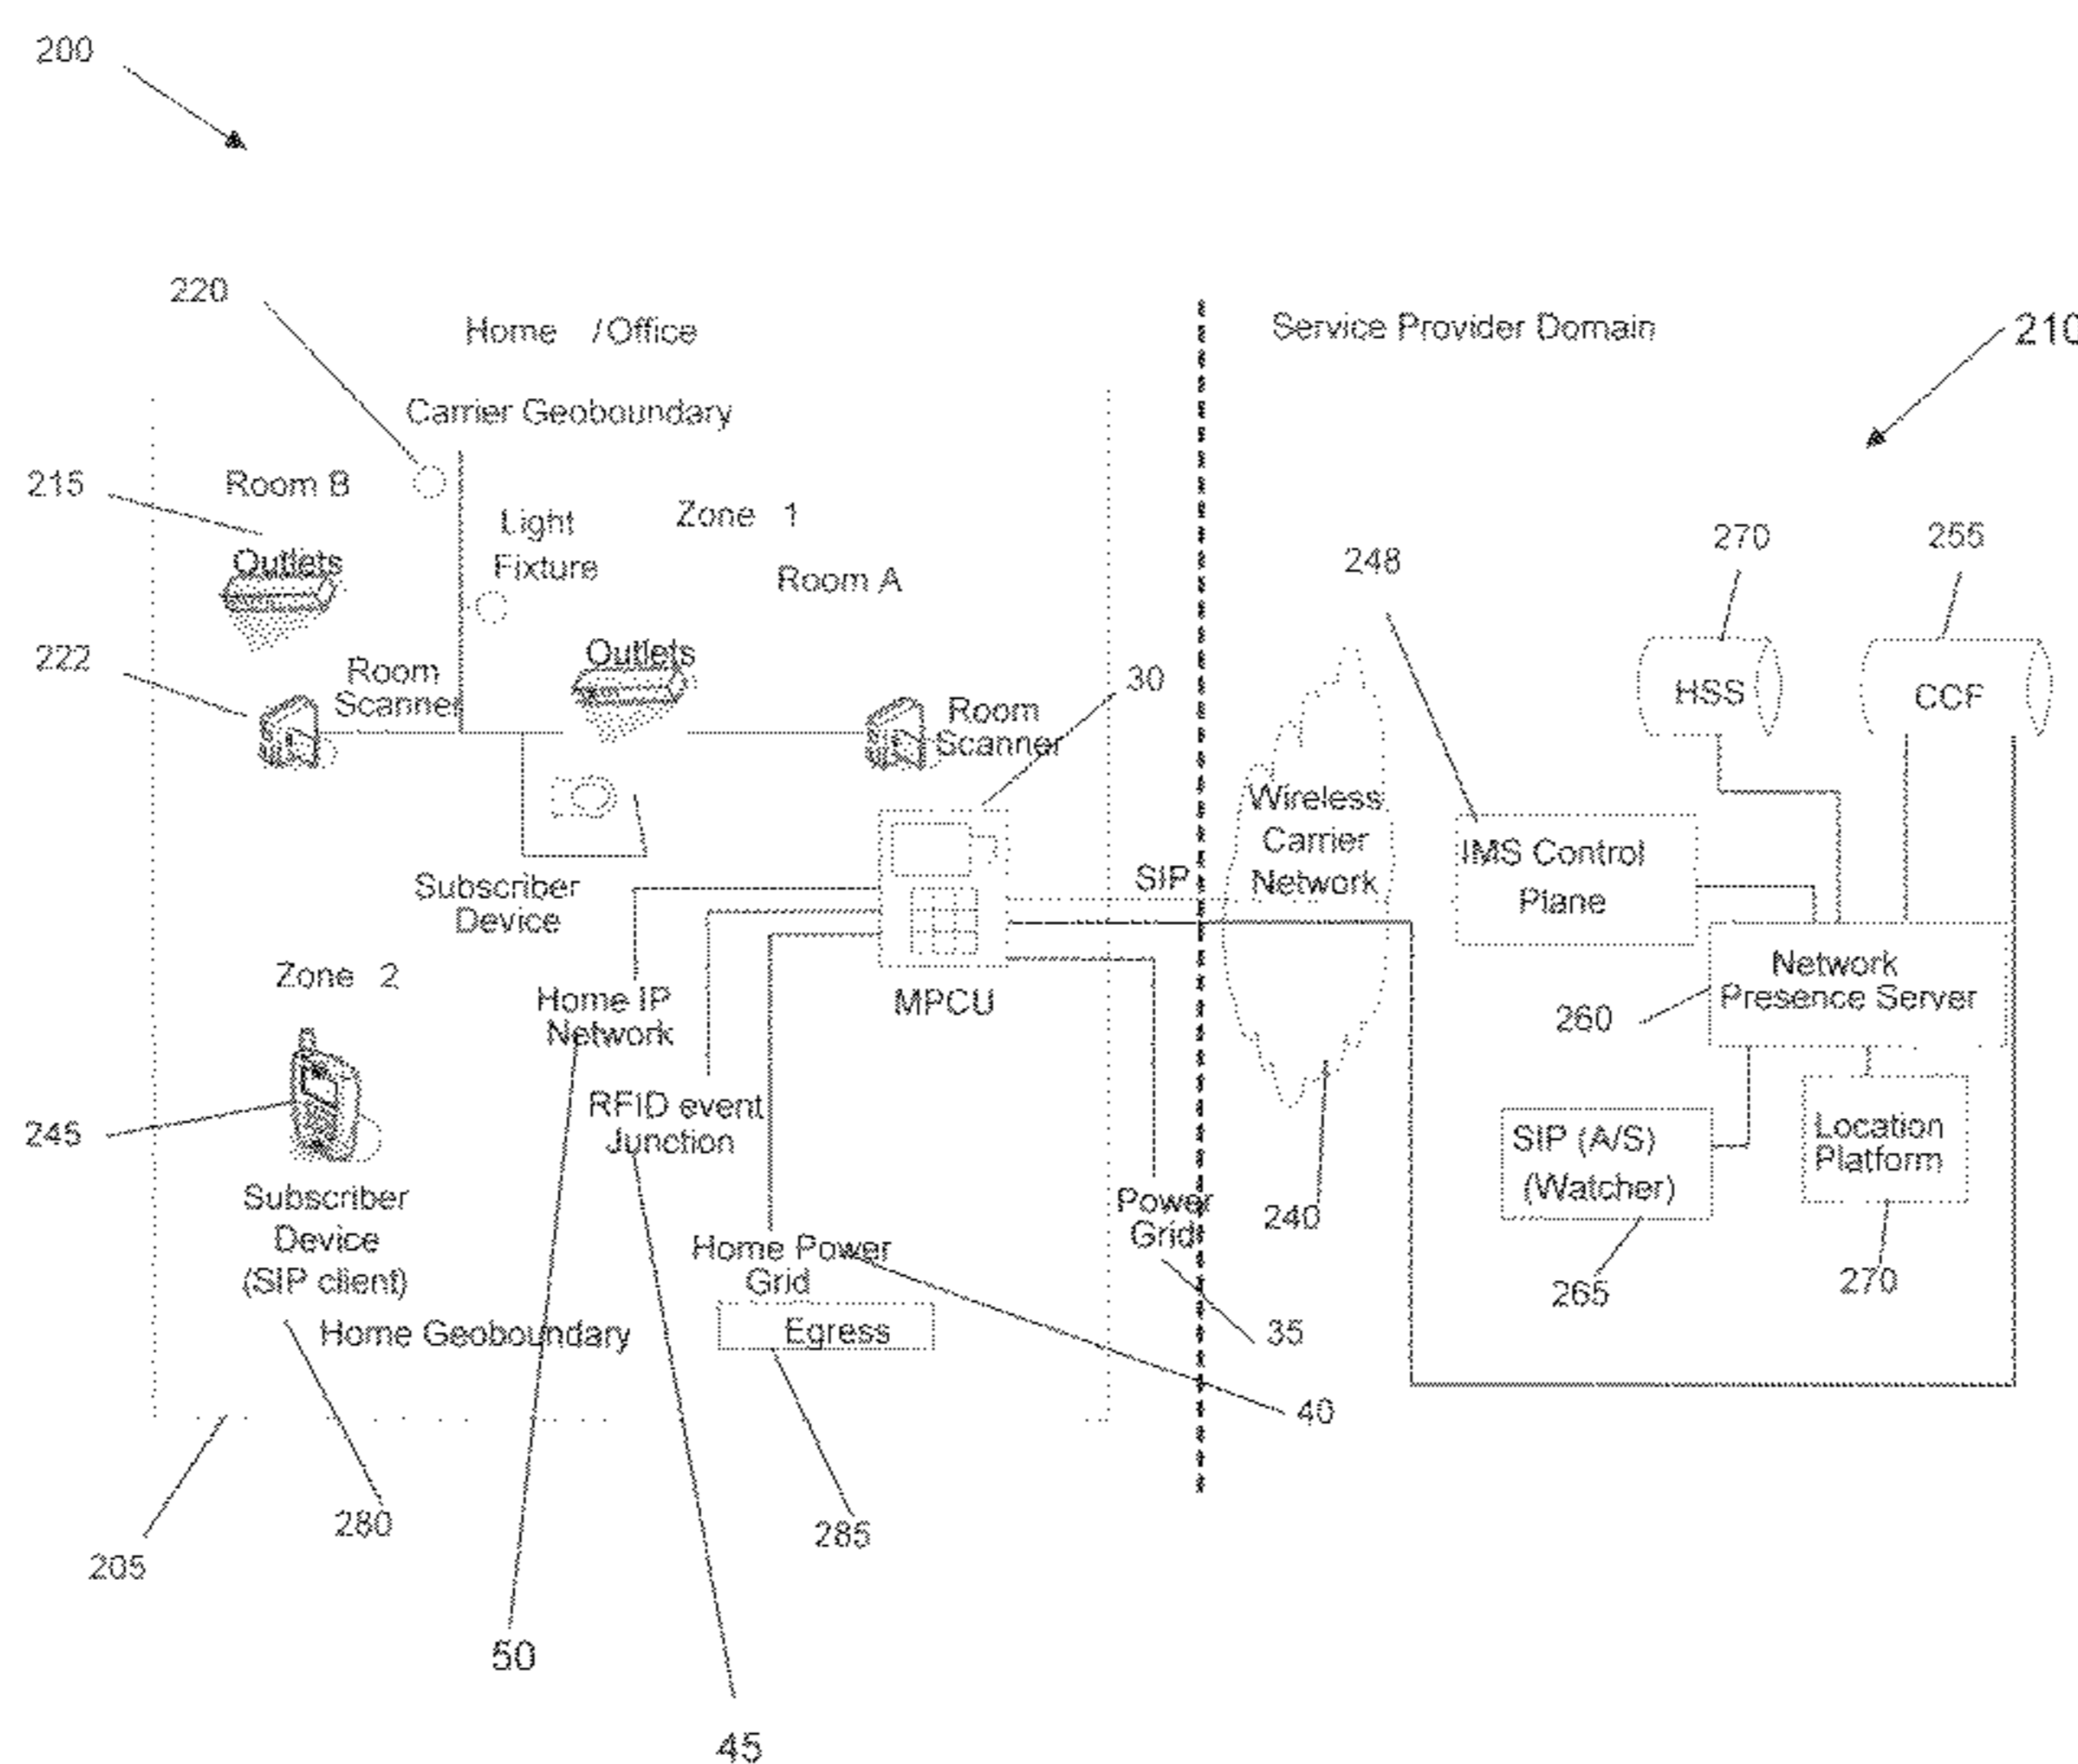 200
220
Home /Office
Service Provider Domain
210
Carrier Geoboundary
215
Room B
Light
Fixture
Zone 1
Room A
Outlets
248
270
255
222
Room
Scanner
Outlets
30
Room
Scanner
HSS
CCF
Wireless
Carrier
Network
IMS Control
Plane
SIP
Subscriber
Device
Zone 2
Home IP
Network
MPCU
Network
Presence Server
260
245
RFID event
Junction
SIP (A/S)
(Watcher)
Location
Platform
Subscriber
Device
(SIP client)
Home Power
Grid
Power
Grid
240
265
270
Home Geoboundary
Egress
35
40
280
285
205
50
45